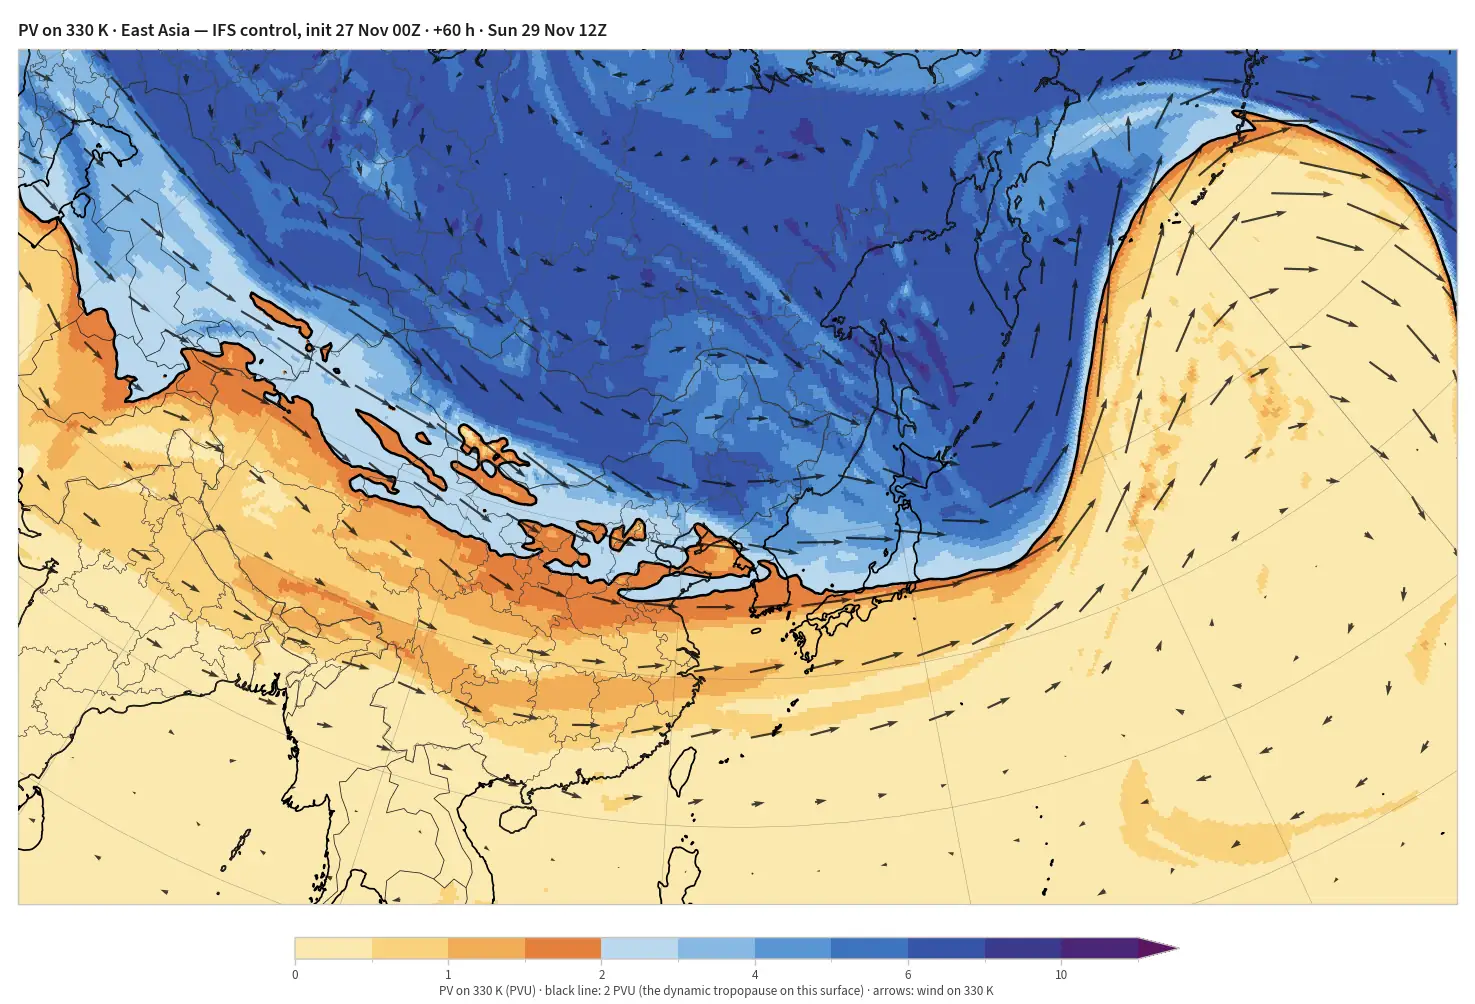 PV on 330 K · East Asia — IFS control, init 27 Nov 00Z · +60 h · Sun 29 Nov 12Z
0 1 2 4 6 10
PV on 330 K (PVU) · black line: 2 PVU (the dynamic tropopause on this surface) · arrows: wind on 330 K